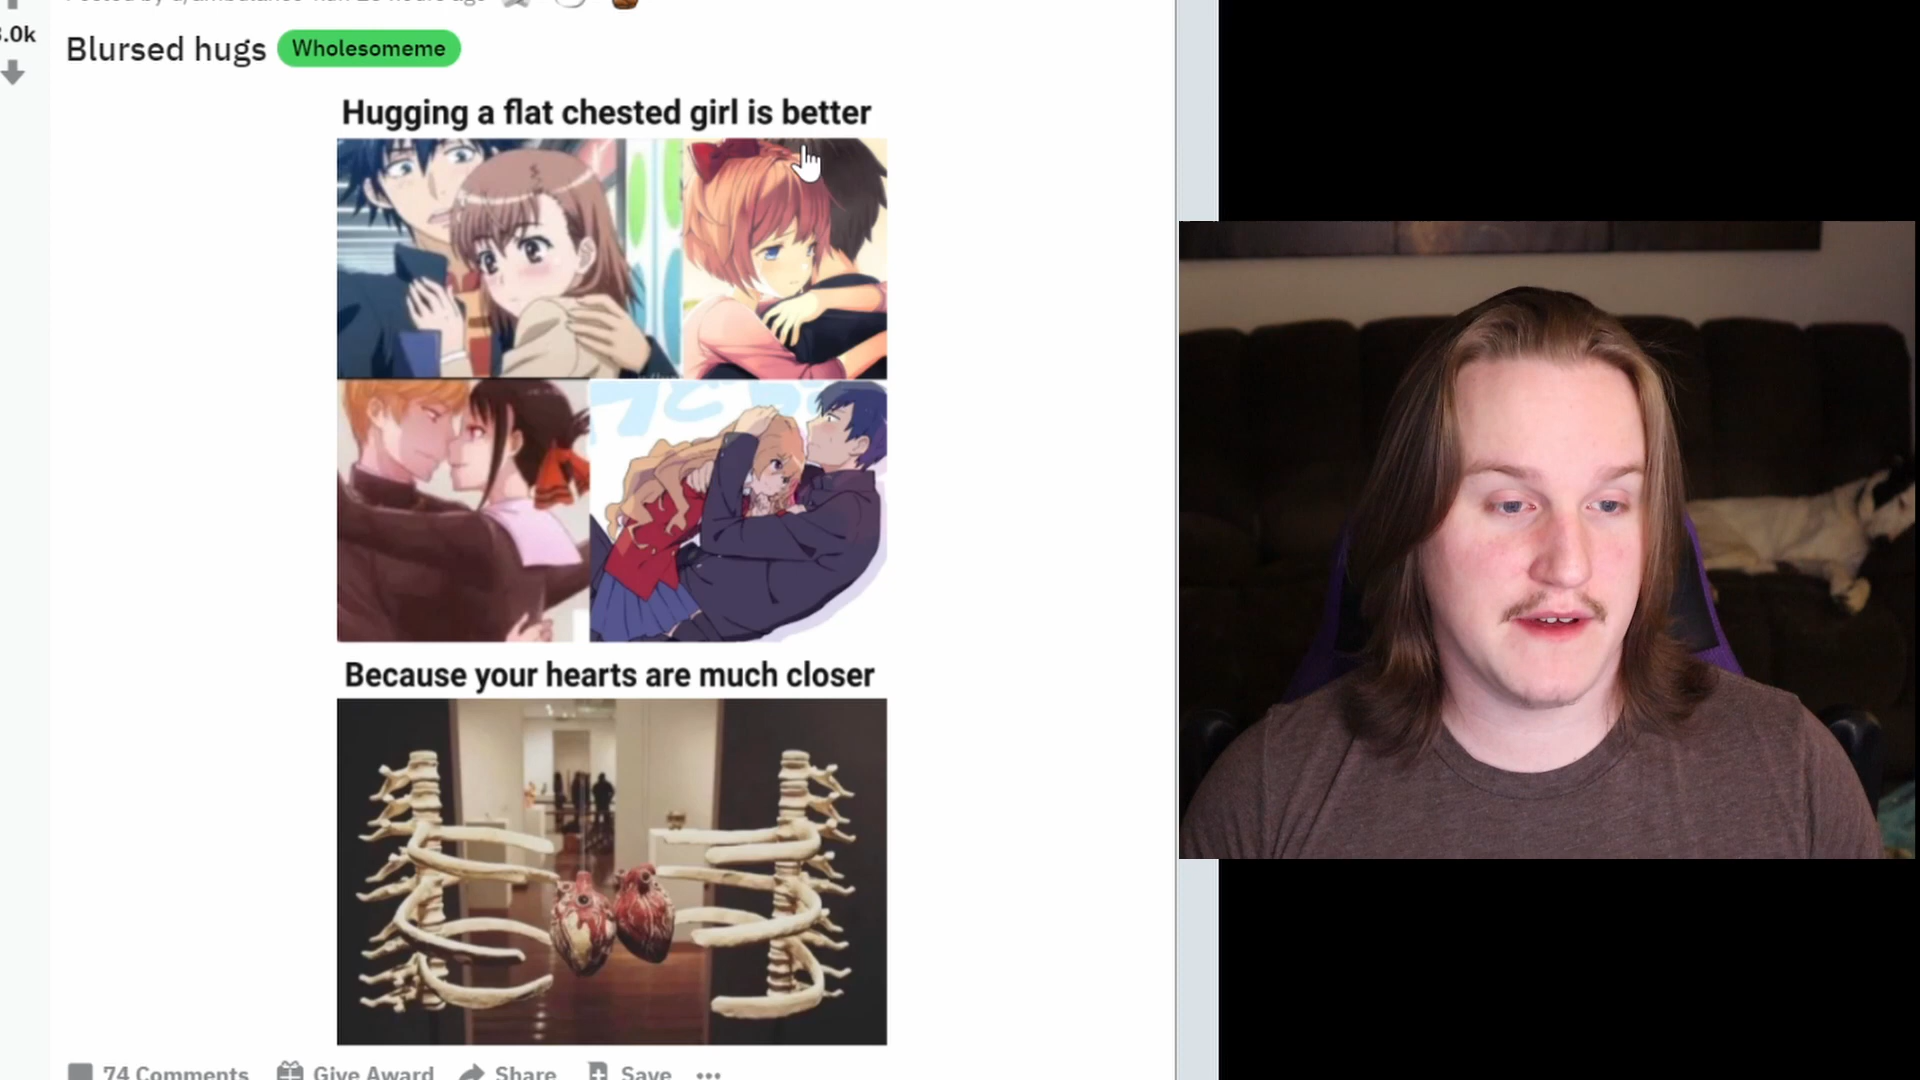 .0k
Blursed hugs
Wholesomeme
Hugging a flat chested girl is better
Because your hearts are much closer
74 Comments
Give Award
Share
Save